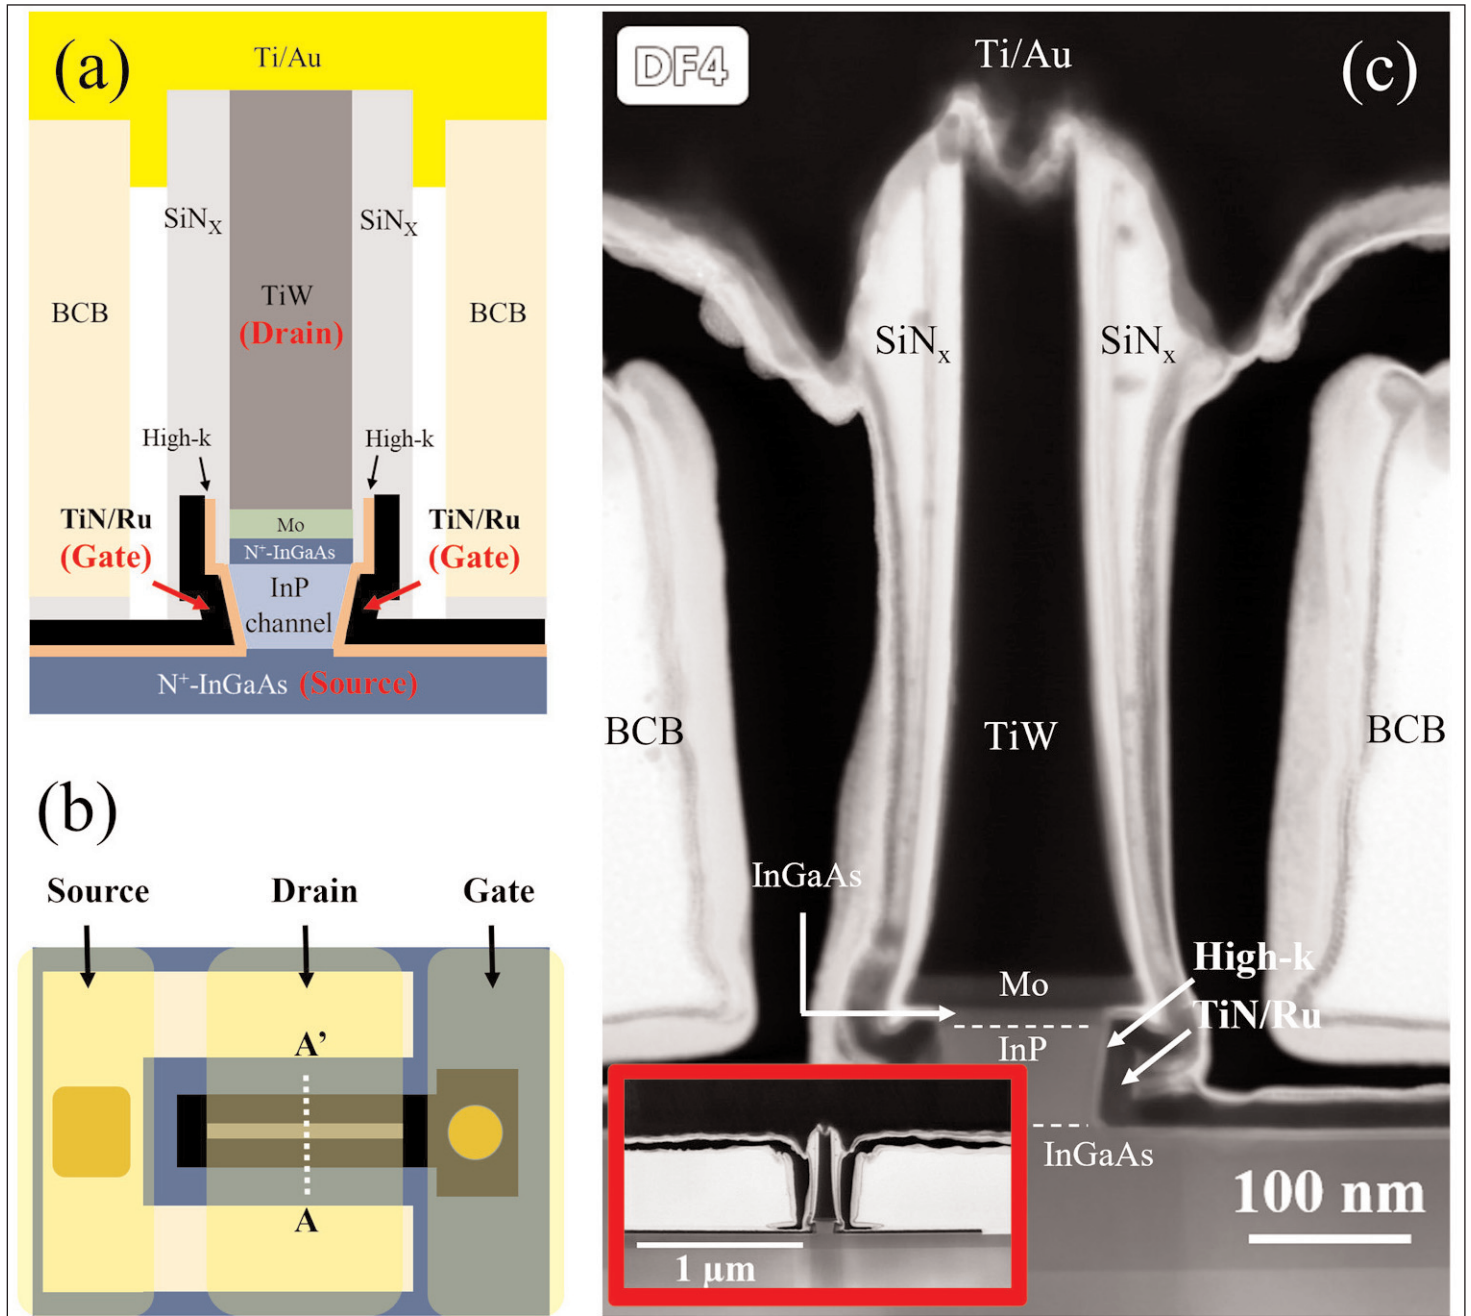 (a)
Ti/Au
SiNX
SiNX
TiW
(Drain)
BCB
BCB
High-k
High-k
TiN/Ru
(Gate)
TiN/Ru
(Gate)
Mo
N+-InGaAs
InP
channel
N+-InGaAs (Source)
(b)
Source
Drain
Gate
A’
A
DF4
Ti/Au
(c)
SiNx
SiNx
BCB
TiW
BCB
InGaAs
High-k
Mo
TiN/Ru
InP
InGaAs
100 nm
1 μm